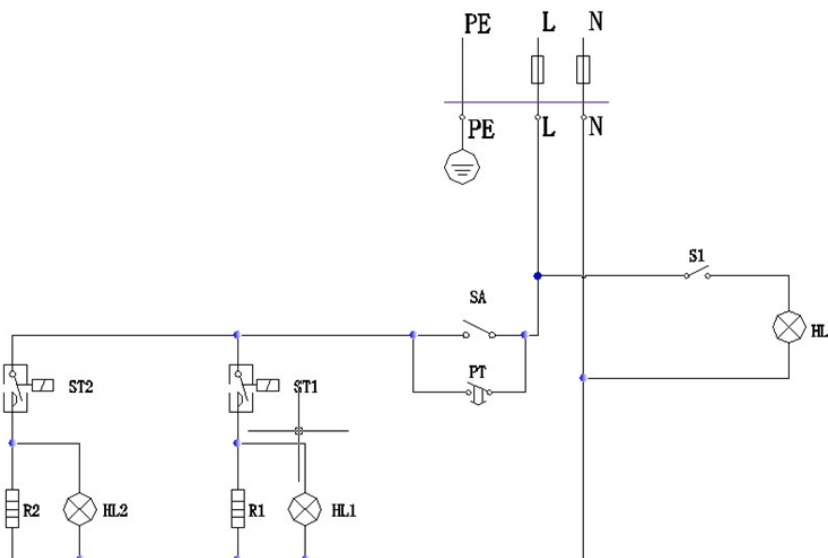 PE L N
PE L N
S1
SA
HL
PT
ST2 ST1
R2 HL2 R1 HL1